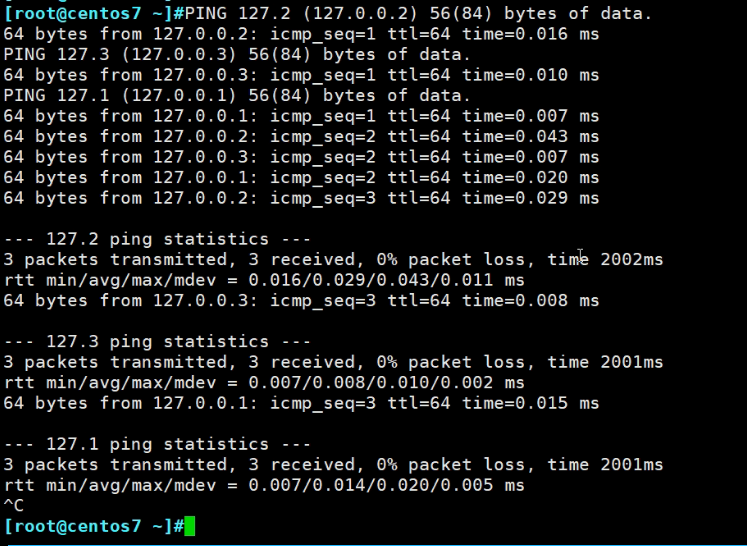 [root@centos7 ~]#PING 127.2 (127.0.0.2) 56(84) bytes of data.
64 bytes from 127.0.0.2: icmp_seq=1 ttl=64 time=0.016 ms
PING 127.3 (127.0.0.3) 56(84) bytes of data.
64 bytes from 127.0.0.3: icmp_seq=1 ttl=64 time=0.010 ms
PING 127.1 (127.0.0.1) 56(84) bytes of data.
64 bytes from 127.0.0.1: icmp_seq=1 ttl=64 time=0.007 ms
64 bytes from 127.0.0.2: icmp_seq=2 ttl=64 time=0.043 ms
64 bytes from 127.0.0.3: icmp_seq=2 ttl=64 time=0.007 ms
64 bytes from 127.0.0.1: icmp_seq=2 ttl=64 time=0.020 ms
64 bytes from 127.0.0.2: icmp_seq=3 ttl=64 time=0.029 ms
--- 127.2 ping statistics ---
3 packets transmitted, 3 received, 0% packet loss, time 2002ms
rtt min/avg/max/mdev = 0.016/0.029/0.043/0.011 ms
64 bytes from 127.0.0.3: icmp_seq=3 ttl=64 time=0.008 ms
--- 127.3 ping statistics ---
3 packets transmitted, 3 received, 0% packet loss, time 2001ms
rtt min/avg/max/mdev = 0.007/0.008/0.010/0.002 ms
64 bytes from 127.0.0.1: icmp_seq=3 ttl=64 time=0.015 ms
--- 127.1 ping statistics ---
3 packets transmitted, 3 received, 0% packet loss, time 2001ms
rtt min/avg/max/mdev = 0.007/0.014/0.020/0.005 ms
^C
[root@centos7 ~]#